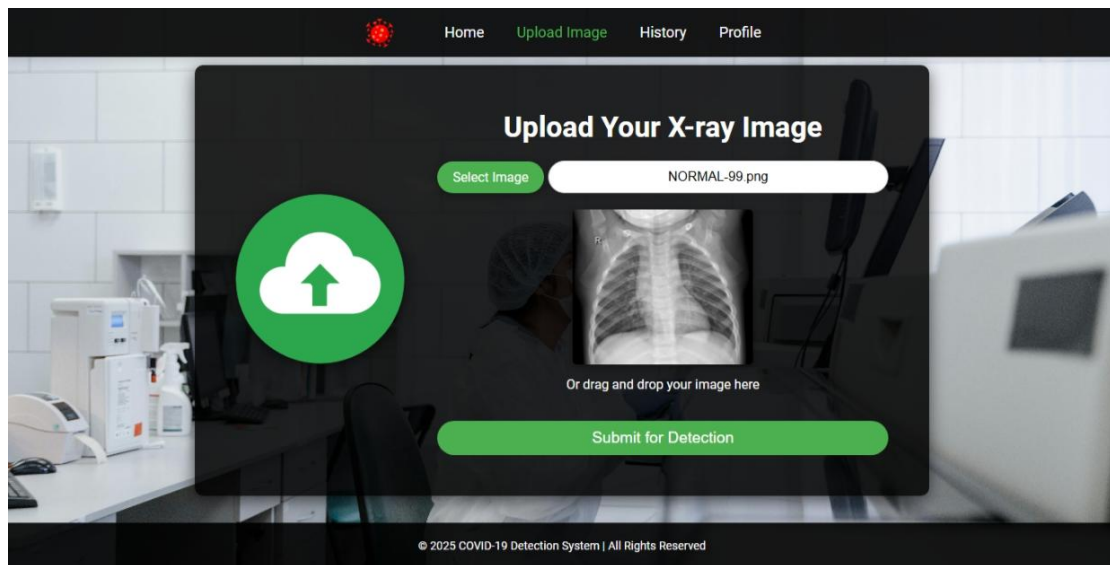 Home Upload Image History Profile
Upload Your X-ray Image
Select Image NORMAL-99.png
R
Or drag and drop your image here
Submit for Detection
© 2025 COVID-19 Detection System | All Rights Reserved